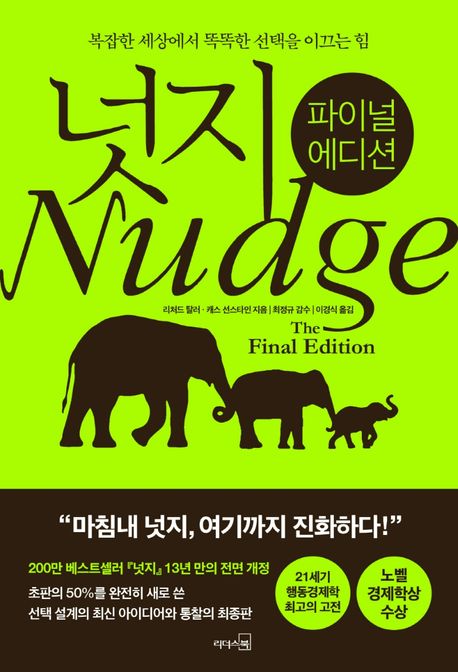 복잡한 세상에서 똑똑한 선택을 이끄는 힘
넛지
파이널
에디션
Nudge
리처드 탈러 · 캐스 선스타인 지음 | 최정규 감수 | 이경식 옮김
The
Final Edition
“마침내 넛지, 여기까지 진화하다!”
200만 베스트셀러 『넛지』 13년 만의 전면 개정
초판의 50%를 완전히 새로 쓴
선택 설계의 최신 아이디어와 통찰의 최종판
21세기
행동경제학
최고의 고전
노벨
경제학상
수상
리더스북